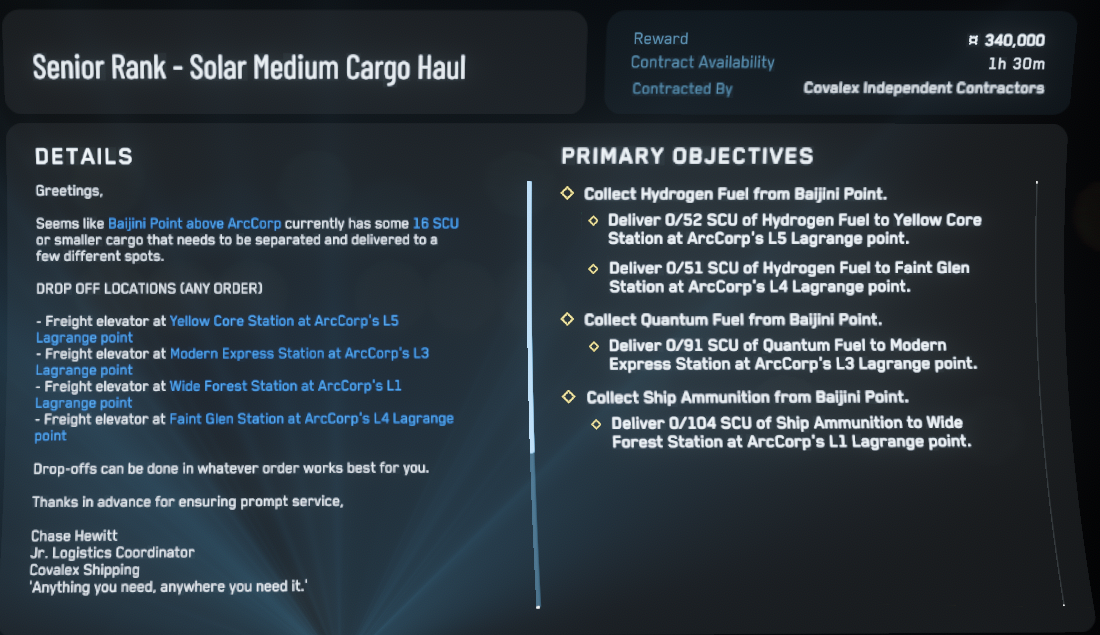 Senior Rank - Solar Medium Cargo Haul
Reward ¤ 340,000
Contract Availability 1h 30m
Contracted By Covalex Independent Contractors
DETAILS
Greetings,
Seems like Baijini Point above ArcCorp currently has some 16 SCU
or smaller cargo that needs to be separated and delivered to a
few different spots.
DROP OFF LOCATIONS (ANY ORDER)
- Freight elevator at Yellow Core Station at ArcCorp's L5
Lagrange point
- Freight elevator at Modern Express Station at ArcCorp's L3
Lagrange point
- Freight elevator at Wide Forest Station at ArcCorp's L1
Lagrange point
- Freight elevator at Faint Glen Station at ArcCorp's L4 Lagrange
point
Drop-offs can be done in whatever order works best for you.
Thanks in advance for ensuring prompt service,
Chase Hewitt
Jr. Logistics Coordinator
Covalex Shipping
'Anything you need, anywhere you need it.'
PRIMARY OBJECTIVES
Collect Hydrogen Fuel from Baijini Point.
Deliver 0/52 SCU of Hydrogen Fuel to Yellow Core
Station at ArcCorp's L5 Lagrange point.
Deliver 0/51 SCU of Hydrogen Fuel to Faint Glen
Station at ArcCorp's L4 Lagrange point.
Collect Quantum Fuel from Baijini Point.
Deliver 0/91 SCU of Quantum Fuel to Modern
Express Station at ArcCorp's L3 Lagrange point.
Collect Ship Ammunition from Baijini Point.
Deliver 0/104 SCU of Ship Ammunition to Wide
Forest Station at ArcCorp's L1 Lagrange point.